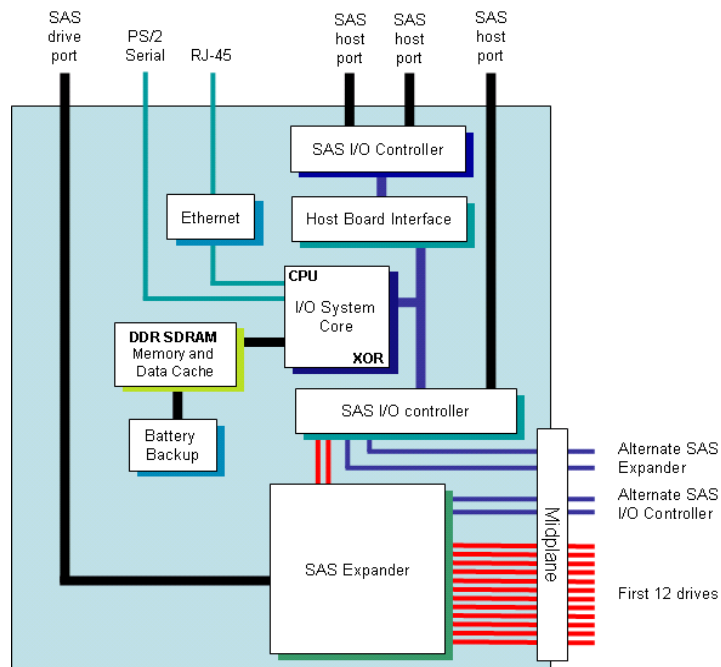 SAS
drive
port
PS/2
Serial
RJ-45
SAS
host
port
SAS
host
port
SAS
host
port
SAS I/O Controller
Ethernet
Host Board Interface
CPU
I/O System
Core
XOR
DDR SDRAM
Memory and
Data Cache
SAS I/O controller
Battery
Backup
Alternate SAS
Expander
Alternate SAS
I/O Controller
Midplane
SAS Expander
First 12 drives